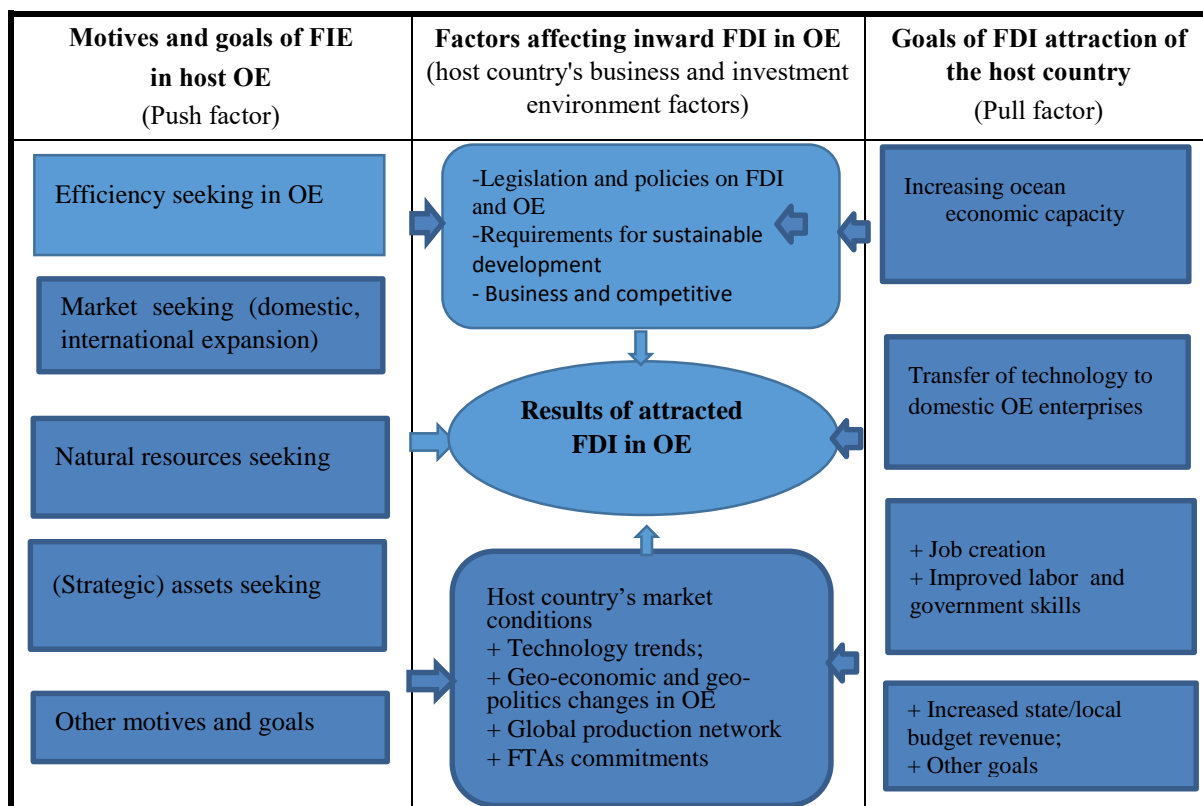 Motives and goals of FIE
in host OE
(Push factor)
Factors affecting inward FDI in OE
(host country's business and investment
environment factors)
Goals of FDI attraction of
the host country
(Pull factor)
Efficiency seeking in OE
Market seeking (domestic,
international expansion)
Natural resources seeking
(Strategic) assets seeking
Other motives and goals
-Legislation and policies on FDI
and OE
-Requirements for sustainable
development
- Business and competitive
Results of attracted
FDI in OE
Host country’s market
conditions
+ Technology trends;
+ Geo-economic and geo-
politics changes in OE
+ Global production network
+ FTAs commitments
Increasing ocean
economic capacity
Transfer of technology to
domestic OE enterprises
+ Job creation
+ Improved labor and
government skills
+ Increased state/local
budget revenue;
+ Other goals